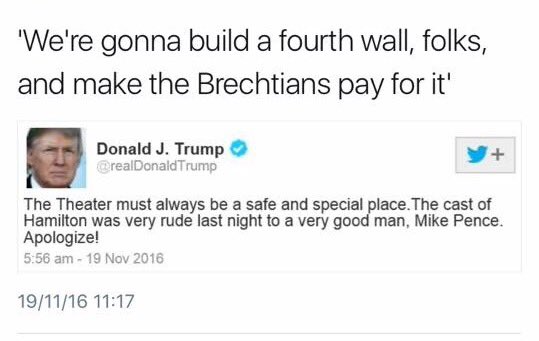 'We're gonna build a fourth wall, folks,
and make the Brechtians pay for it'
Donald J. Trump
@realDonaldTrump
The Theater must always be a safe and special place.The cast of
Hamilton was very rude last night to a very good man, Mike Pence.
Apologize!
5:56 am - 19 Nov 2016
19/11/16 11:17